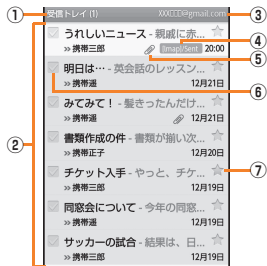 ① 受信トレイ (1) XXX□□□@gmail.com ③
うれしいニュース - 親戚に赤... ④
» 携帯三郎 [Imap]/Sent 20:00 ⑤
明日は… - 英会話のレッスン...
» 携帯遥 12月21日 ⑥
みてみて！ - 髪きったんだけ...
» 携帯遥 12月21日
②
書類作成の件 - 書類が揃い次...
» 携帯正子 12月20日
チケット入手 - やっと、チケ... ⑦
» 携帯三郎 12月19日
同窓会について - 今年の同窓...
» 携帯遥 12月19日
サッカーの試合 - 結果は、日...
» 携帯三郎 12月19日